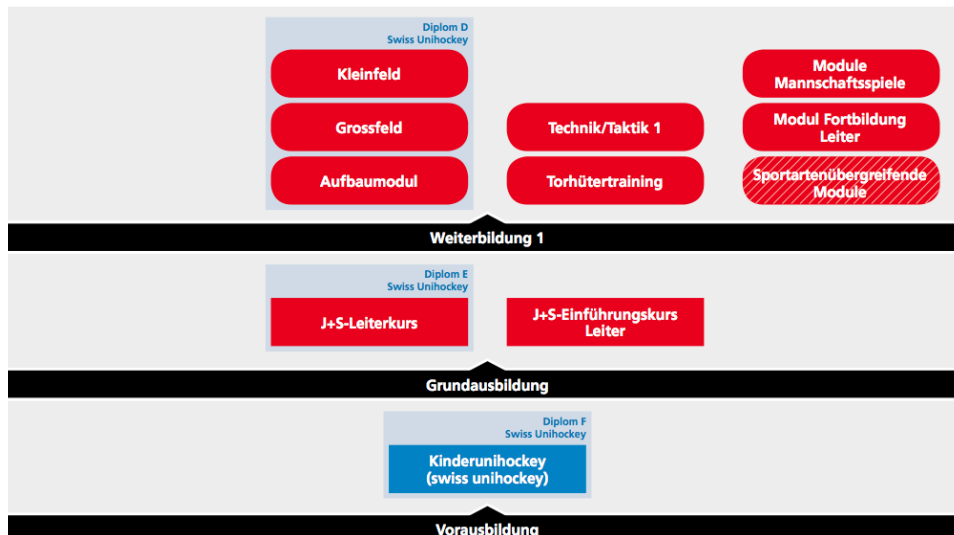 Diplom D
Swiss Unihockey
Kleinfeld
Grossfeld
Aufbaumodul
Technik/Taktik 1
Torhütertraining
Module
Mannschaftsspiele
Modul Fortbildung
Leiter
Sportartenübergreifende
Module
Weiterbildung 1
Diplom E
Swiss Unihockey
J+S-Leiterkurs
J+S-Einführungskurs
Leiter
Grundausbildung
Diplom F
Swiss Unihockey
Kinderunihockey
(swiss unihockey)
Vorausbildung